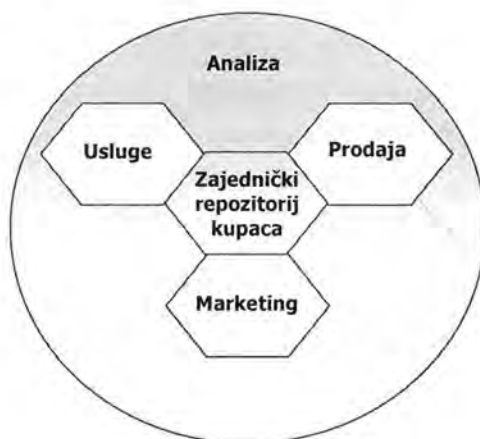 Analiza
Usluge
Prodaja
Zajednički
repozitorij
kupaca
Marketing